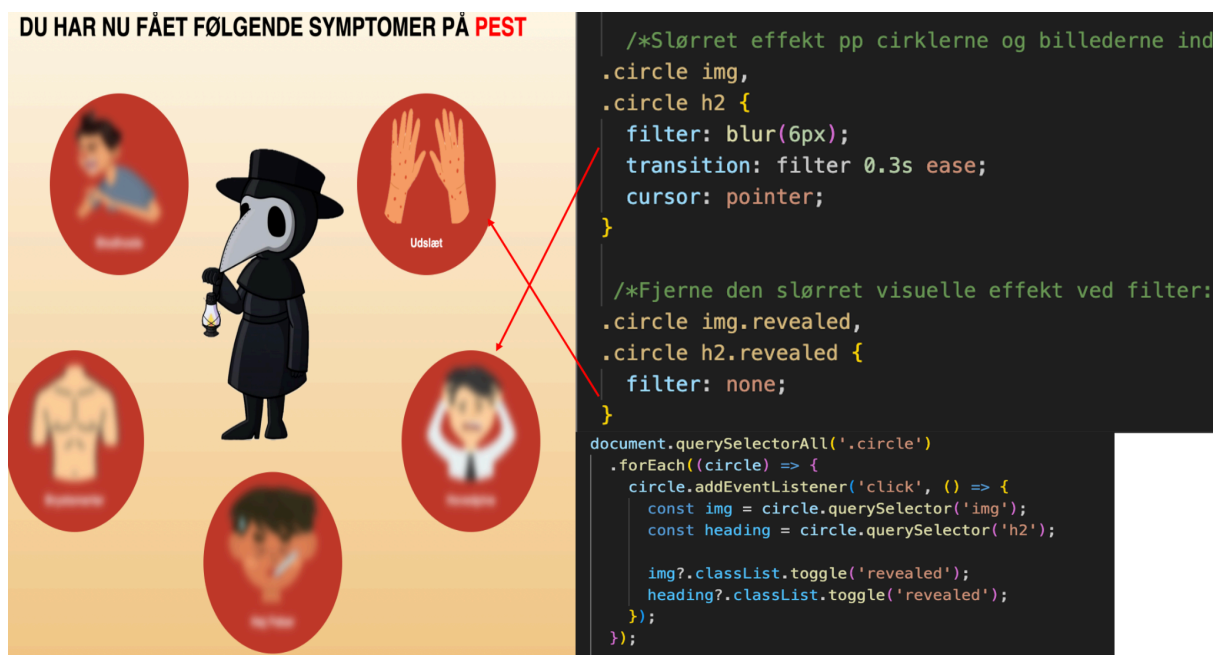 DU HAR NU FÅET FØLGENDE SYMPTOMER PÅ PEST
Udslæt
/*Slørret effekt pp cirklerne og billederne ind
.circle img,
.circle h2 {
filter: blur(6px);
transition: filter 0.3s ease;
cursor: pointer;
}
/*Fjerne den slørret visuelle effekt ved filter:
.circle img.revealed,
.circle h2.revealed {
filter: none;
}
document.querySelectorAll('.circle')
.forEach((circle) => {
circle.addEventListener('click', () => {
const img = circle.querySelector('img');
const heading = circle.querySelector('h2');
img?.classList.toggle('revealed');
heading?.classList.toggle('revealed');
});
});